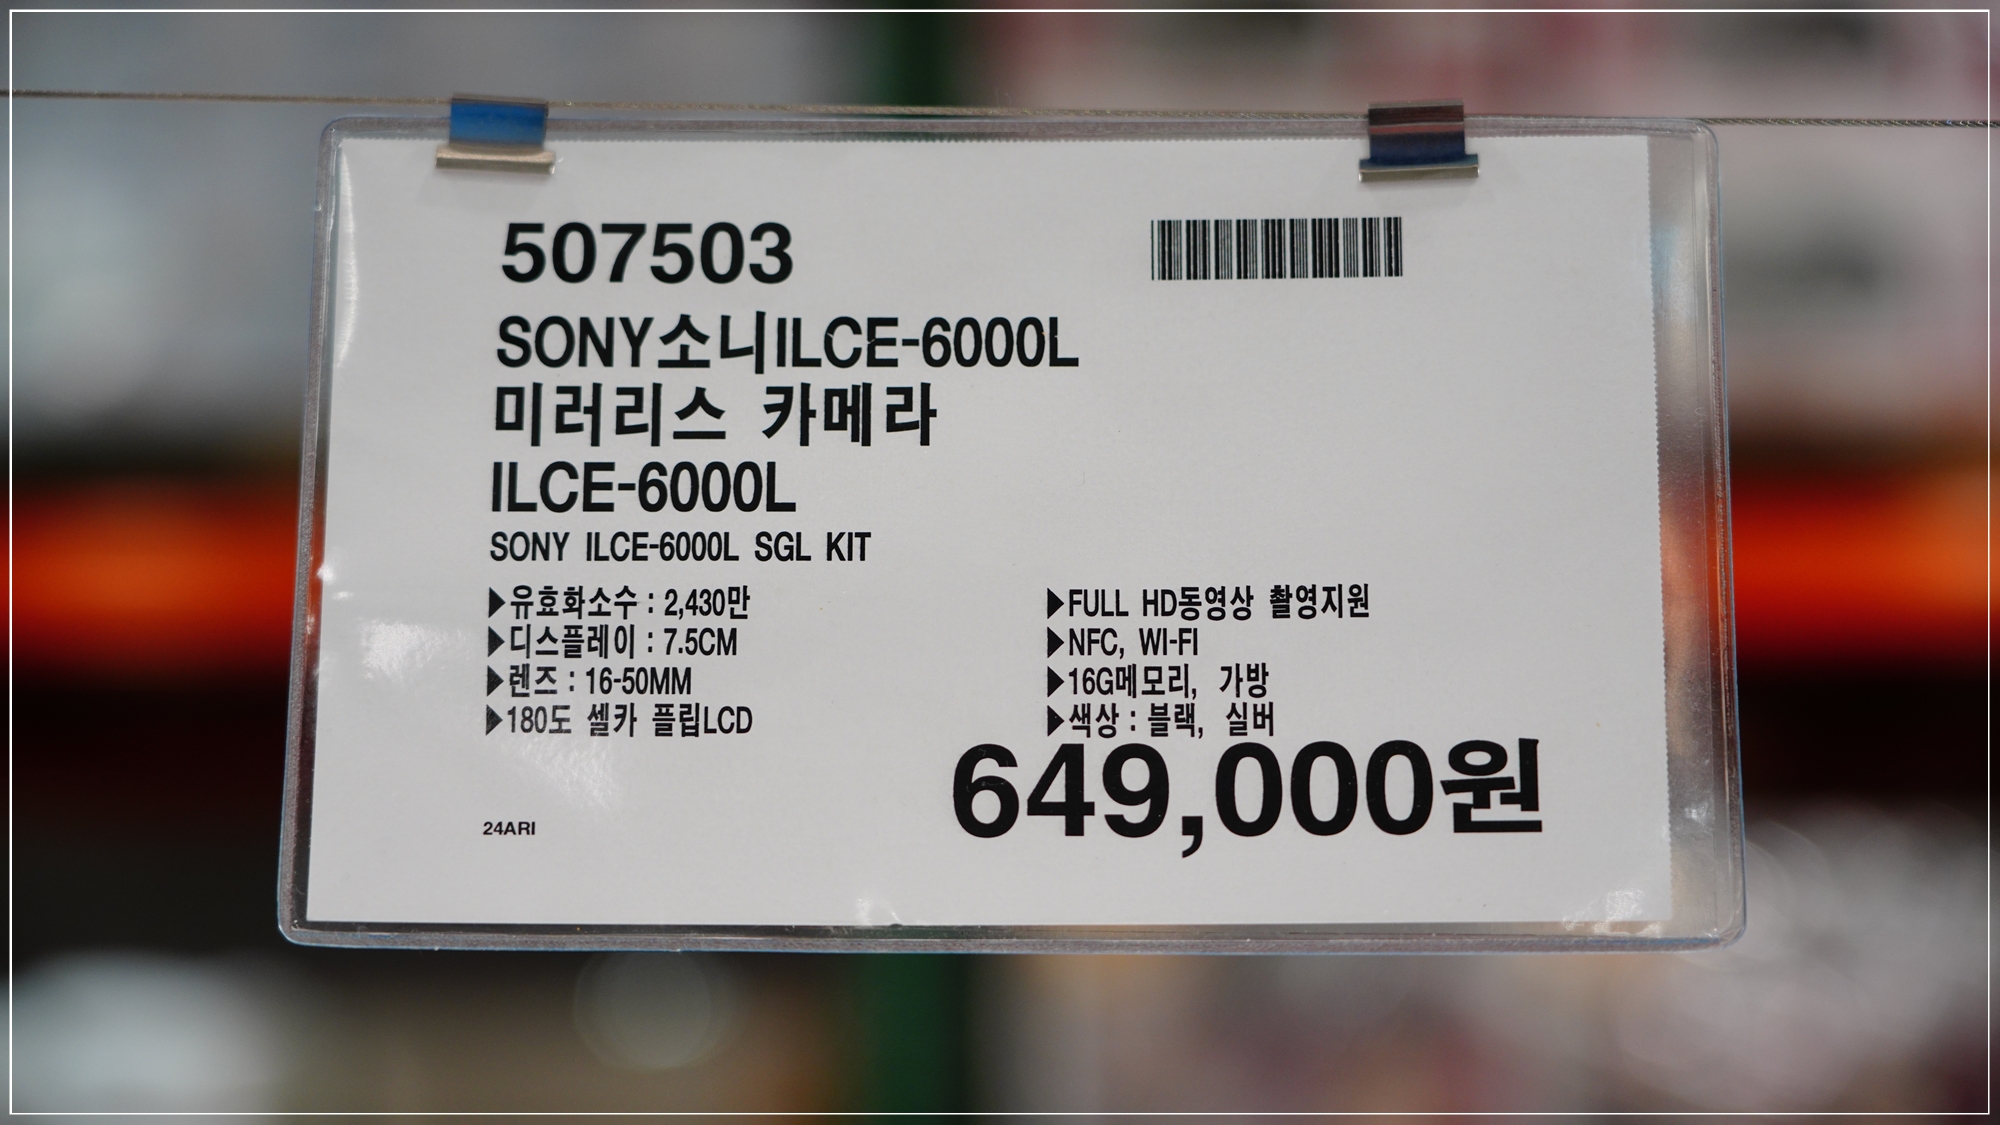 507503
SONY소니ILCE-6000L
미러리스 카메라
ILCE-6000L
SONY ILCE-6000L SGL KIT
▶유효화소수 : 2,430만
▶디스플레이 : 7.5CM
▶렌즈 : 16-50MM
▶180도 셀카 플립LCD
▶FULL HD동영상 촬영지원
▶NFC, WI-FI
▶16G메모리, 가방
▶색상 : 블랙, 실버
649,000원
24ARI